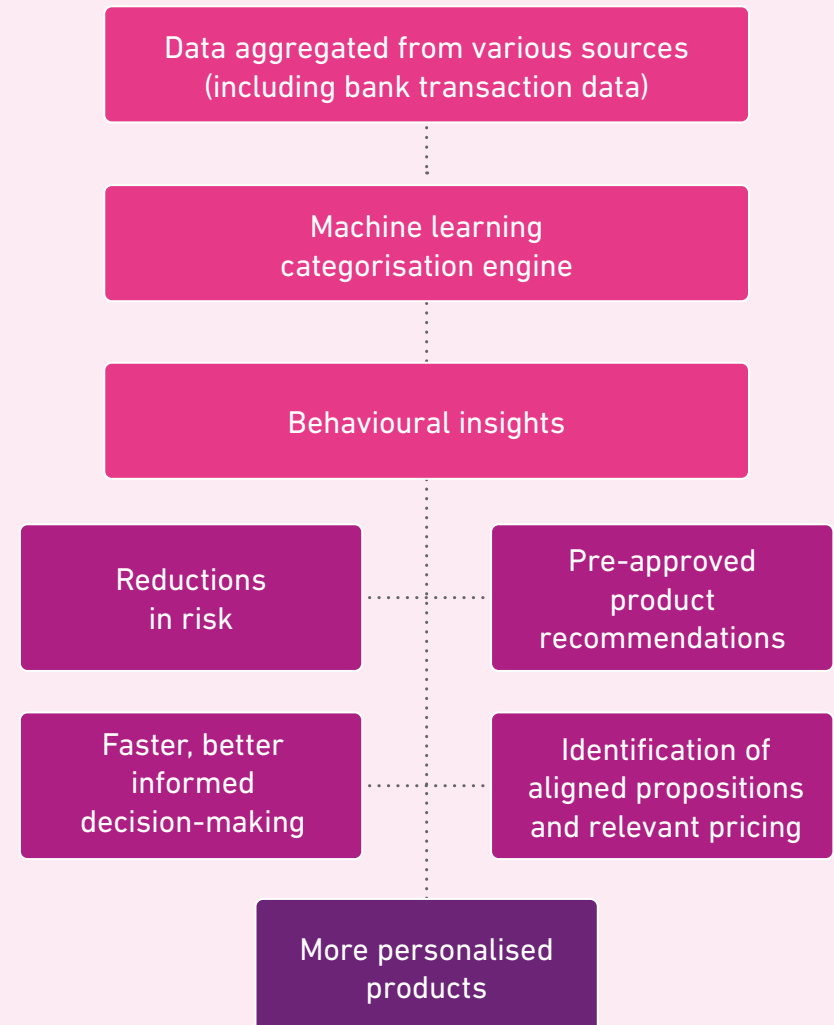 Data aggregated from various sources
(including bank transaction data)
Machine learning
categorisation engine
Behavioural insights
Reductions
in risk
Pre-approved
product
recommendations
Faster, better
informed
decision-making
Identification of
aligned propositions
and relevant pricing
More personalised
products